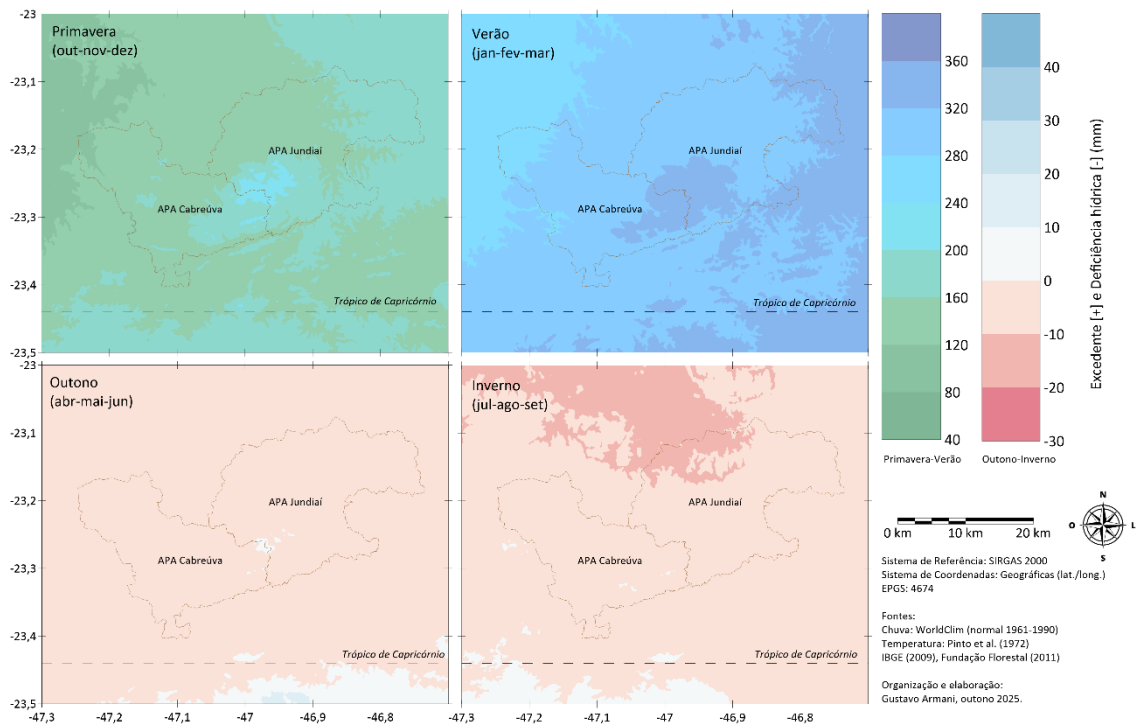 Primavera
(out-nov-dez)
Verão
(jan-fev-mar)
-23
-23,1
-23,2
-23,3
-23,4
-23,5
APA Jundiaí
APA Cabreúva
Trópico de Capricórnio
APA Jundiaí
APA Cabreúva
Trópico de Capricórnio
Outono
(abr-mai-jun)
Inverno
(jul-ago-set)
-23
-23,1
-23,2
-23,3
-23,4
-23,5
APA Jundiaí
APA Cabreúva
Trópico de Capricórnio
APA Jundiaí
APA Cabreúva
Trópico de Capricórnio
-47,3
-47,2
-47,1
-47
-46,9
-46,8
-47,3
-47,2
-47,1
-47
-46,9
-46,8
360
320
280
240
200
160
120
80
40
Primavera-Verão
40
30
20
10
0
-10
-20
-30
Outono-Inverno
Excedente [+] e Deficiência hídrica [-] (mm)
0 km 10 km 20 km
N
O L
S
Sistema de Referência: SIRGAS 2000
Sistema de Coordenadas: Geográficas (lat./long.)
EPGS: 4674
Fontes:
Chuva: WorldClim (normal 1961-1990)
Temperatura: Pinto et al. (1972)
IBGE (2009), Fundação Florestal (2011)
Organização e elaboração:
Gustavo Armani, outono 2025.